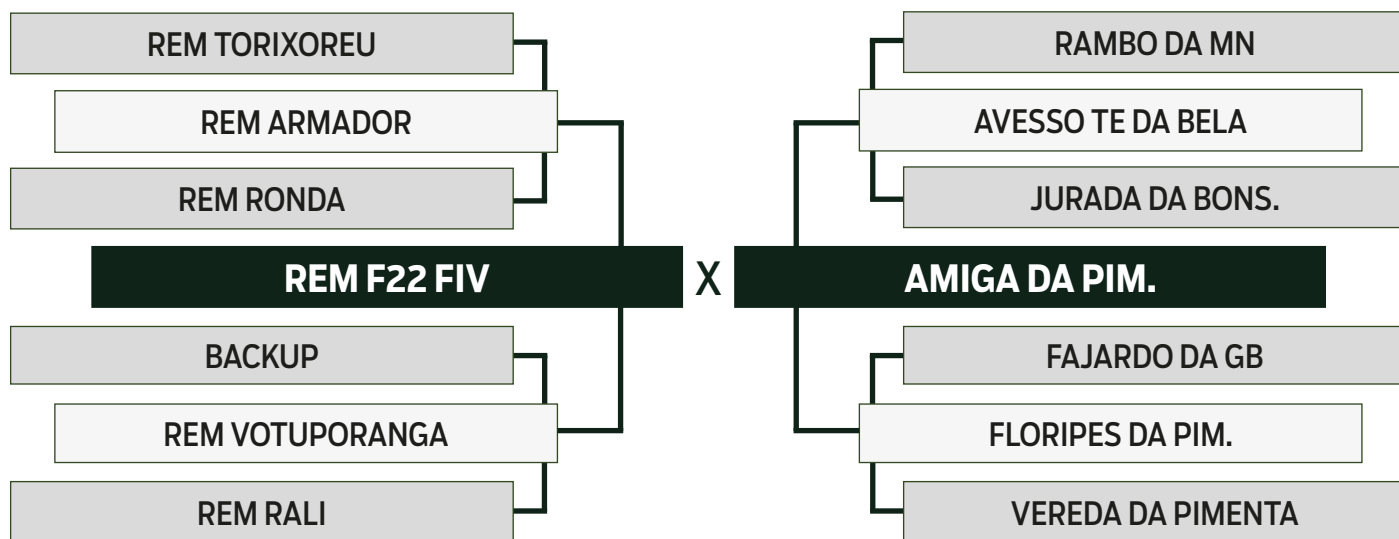 REM TORIXOREU
REM ARMADOR
REM RONDA
REM F22 FIV
BACKUP
REM VOTUPORANGA
REM RALI
X
RAMBO DA MN
AVESSO TE DA BELA
JURADA DA BONS.
AMIGA DA PIM.
FAJARDO DA GB
FLORIPES DA PIM.
VEREDA DA PIMENTA